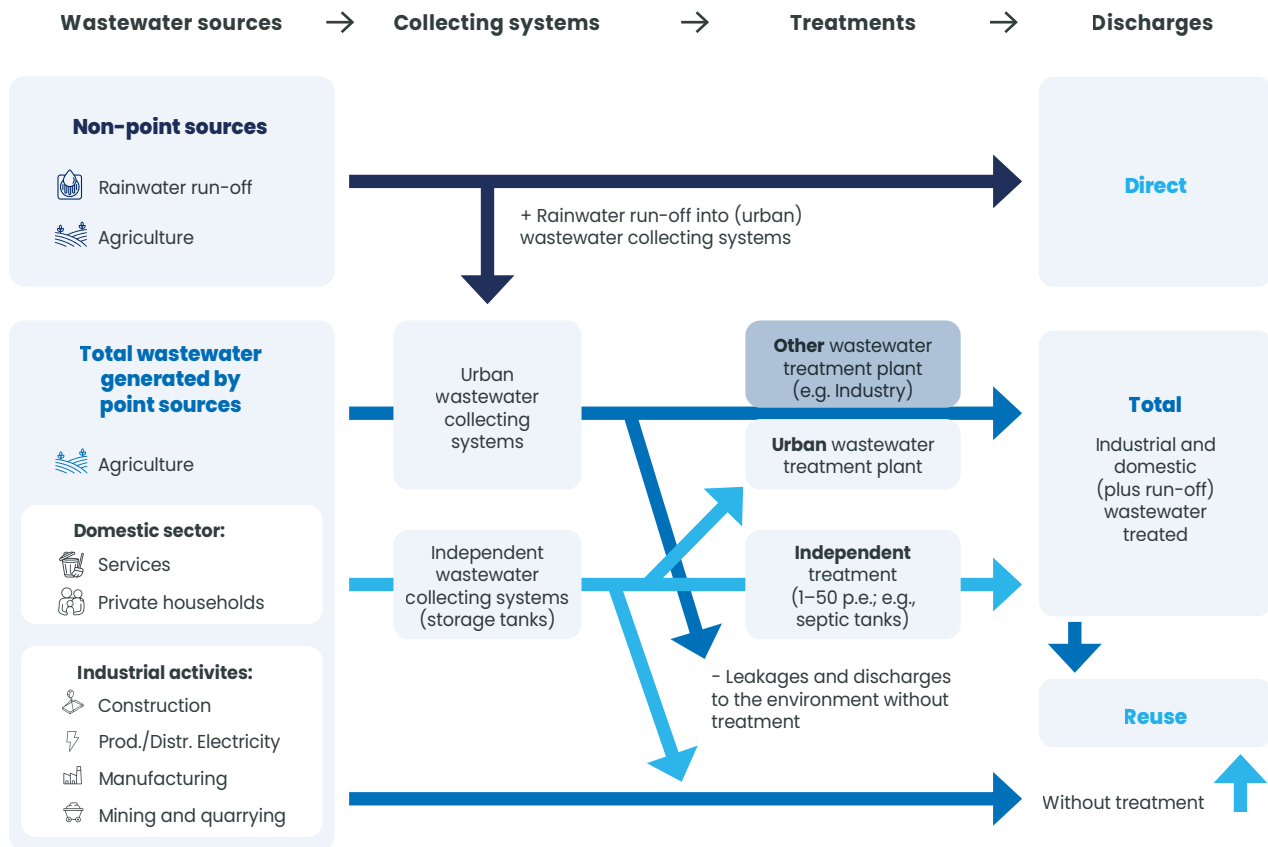 Wastewater sources → Collecting systems → Treatments → Discharges
Non-point sources
Rainwater run-off
Agriculture
+ Rainwater run-off into (urban)
wastewater collecting systems
Direct
Total wastewater
generated by
point sources
Agriculture
Domestic sector:
Services
Private households
Industrial activites:
Construction
Prod./Distr. Electricity
Manufacturing
Mining and quarrying
Urban
wastewater
collecting
systems
Independent
wastewater
collecting systems
(storage tanks)
Other wastewater
treatment plant
(e.g. Industry)
Urban wastewater
treatment plant
Independent
treatment
(1–50 p.e.; e.g.,
septic tanks)
- Leakages and discharges
to the environment without
treatment
Total
Industrial and
domestic
(plus run-off)
wastewater
treated
Reuse
Without treatment